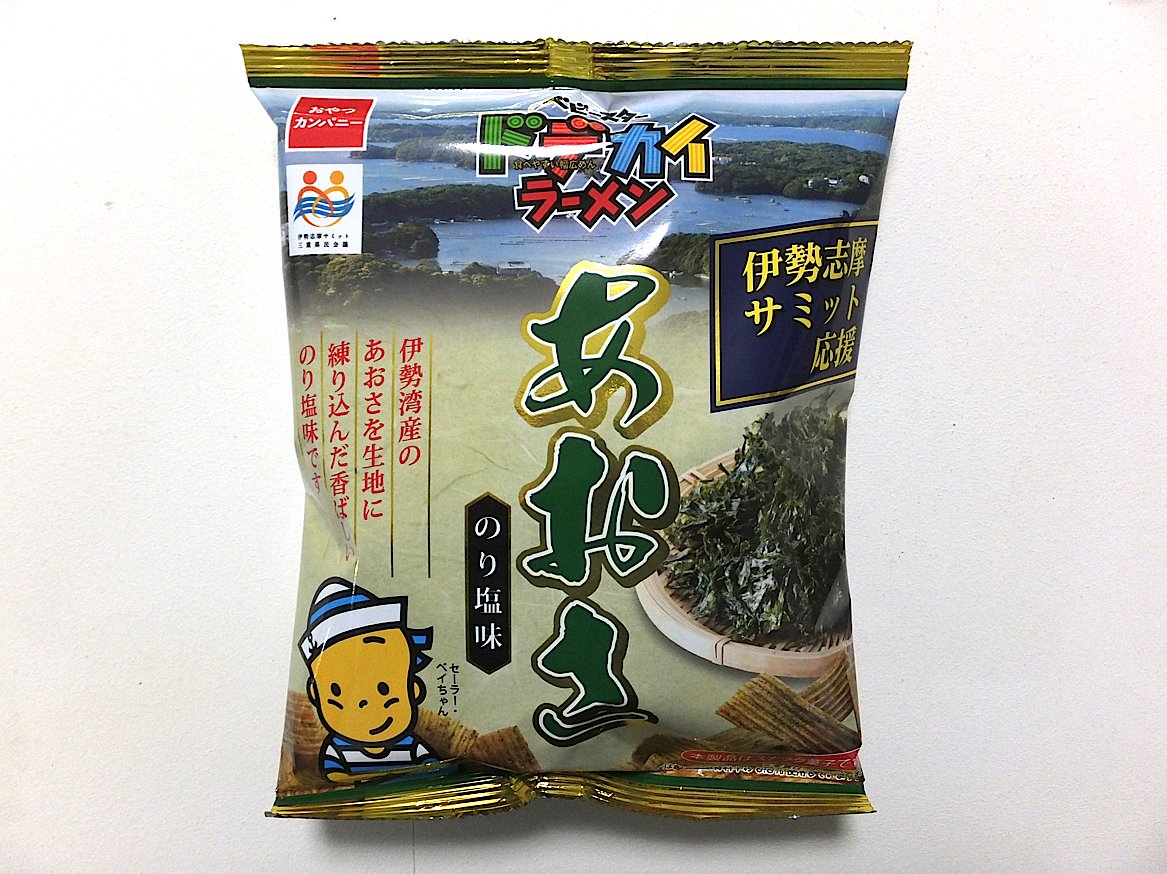 おやつ
カンパニー
ベビースター
ドデカイ
食べやすい幅広めん
ラーメン
伊勢志摩サミット
三重県民会議
伊勢志摩
サミット
応援
あおさ
のり塩味
伊勢湾産の
あおさを生地に
練り込んだ香ばしい
のり塩味です
セーラー・
ベイちゃん